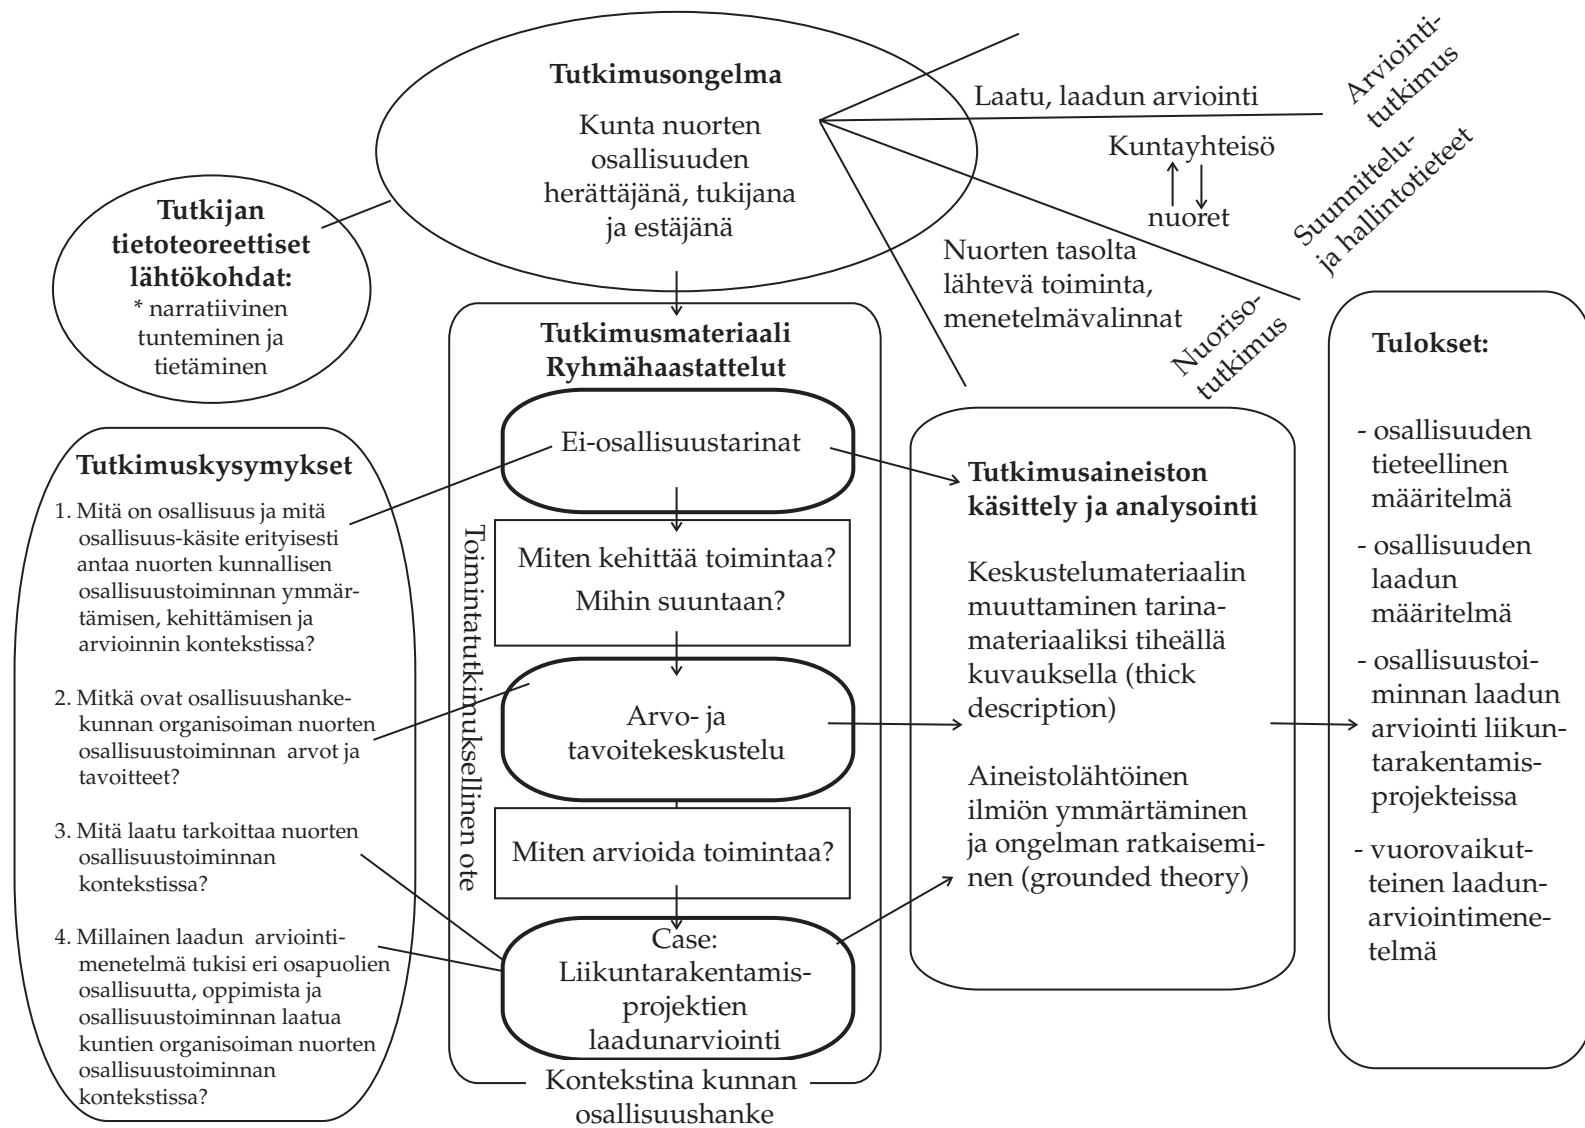 Tutkimusongelma
Kunta nuorten
osallisuuden
herättäjänä, tukijana
ja estäjänä
Laatu, laadun arviointi
Arviointi-
tutkimus
Kuntayhteisö
nuoret
Suunnittelu-
ja hallintotieteet
Nuorten tasolta
lähtevä toiminta,
menetelmävalinnat
Nuoriso-
tutkimus
Tutkijan
tietoteoreettiset
lähtökohdat:
* narratiivinen
tunteminen ja
tietäminen
Tutkimuskysymykset
1. Mitä on osallisuus ja mitä
osallisuus-käsite erityisesti
antaa nuorten kunnallisen
osallisuustoiminnan ymmär-
tämisen, kehittämisen ja
arvioinnin kontekstissa?
2. Mitkä ovat osallisuushanke-
kunnan organisoiman nuorten
osallisuustoiminnan arvot ja
tavoitteet?
3. Mitä laatu tarkoittaa nuorten
osallisuustoiminnan
kontekstissa?
4. Millainen laadun arviointi-
menetelmä tukisi eri osapuolien
osallisuutta, oppimista ja
osallisuustoiminnan laatua
kuntien organisoiman nuorten
osallisuustoiminnan
kontekstissa?
Tutkimusmateriaali
Ryhmähaastattelut
Toimintatutkimuksellinen ote
Ei-osallisuustarinat
Miten kehittää toimintaa?
Mihin suuntaan?
Arvo- ja
tavoitekeskustelu
Miten arvioida toimintaa?
Case:
Liikuntarakentamis-
projektien
laadunarviointi
Kontekstina kunnan
osallisuushanke
Tutkimusaineiston
käsittely ja analysointi
Keskustelumateriaalin
muuttaminen tarina-
materiaaliksi tiheällä
kuvauksella (thick
description)
Aineistolähtöinen
ilmiön ymmärtäminen
ja ongelman ratkaisemi-
nen (grounded theory)
Tulokset:
- osallisuuden
tieteellinen
määritelmä
- osallisuuden
laadun
määritelmä
- osallisuustoi-
minnan laadun
arviointi liikun-
tarakentamis-
projekteissa
- vuorovaikut-
teinen laadun-
arviointimene-
telmä